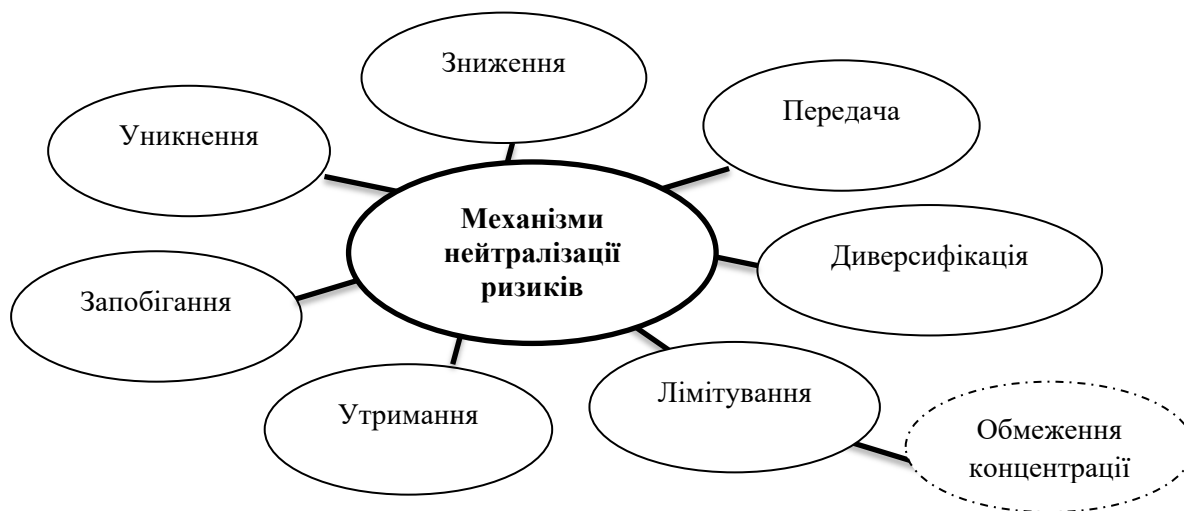 Зниження
Передача
Уникнення
Механізми
нейтралізації
ризиків
Диверсифікація
Запобігання
Лімітування
Утримання
Обмеження
концентрації